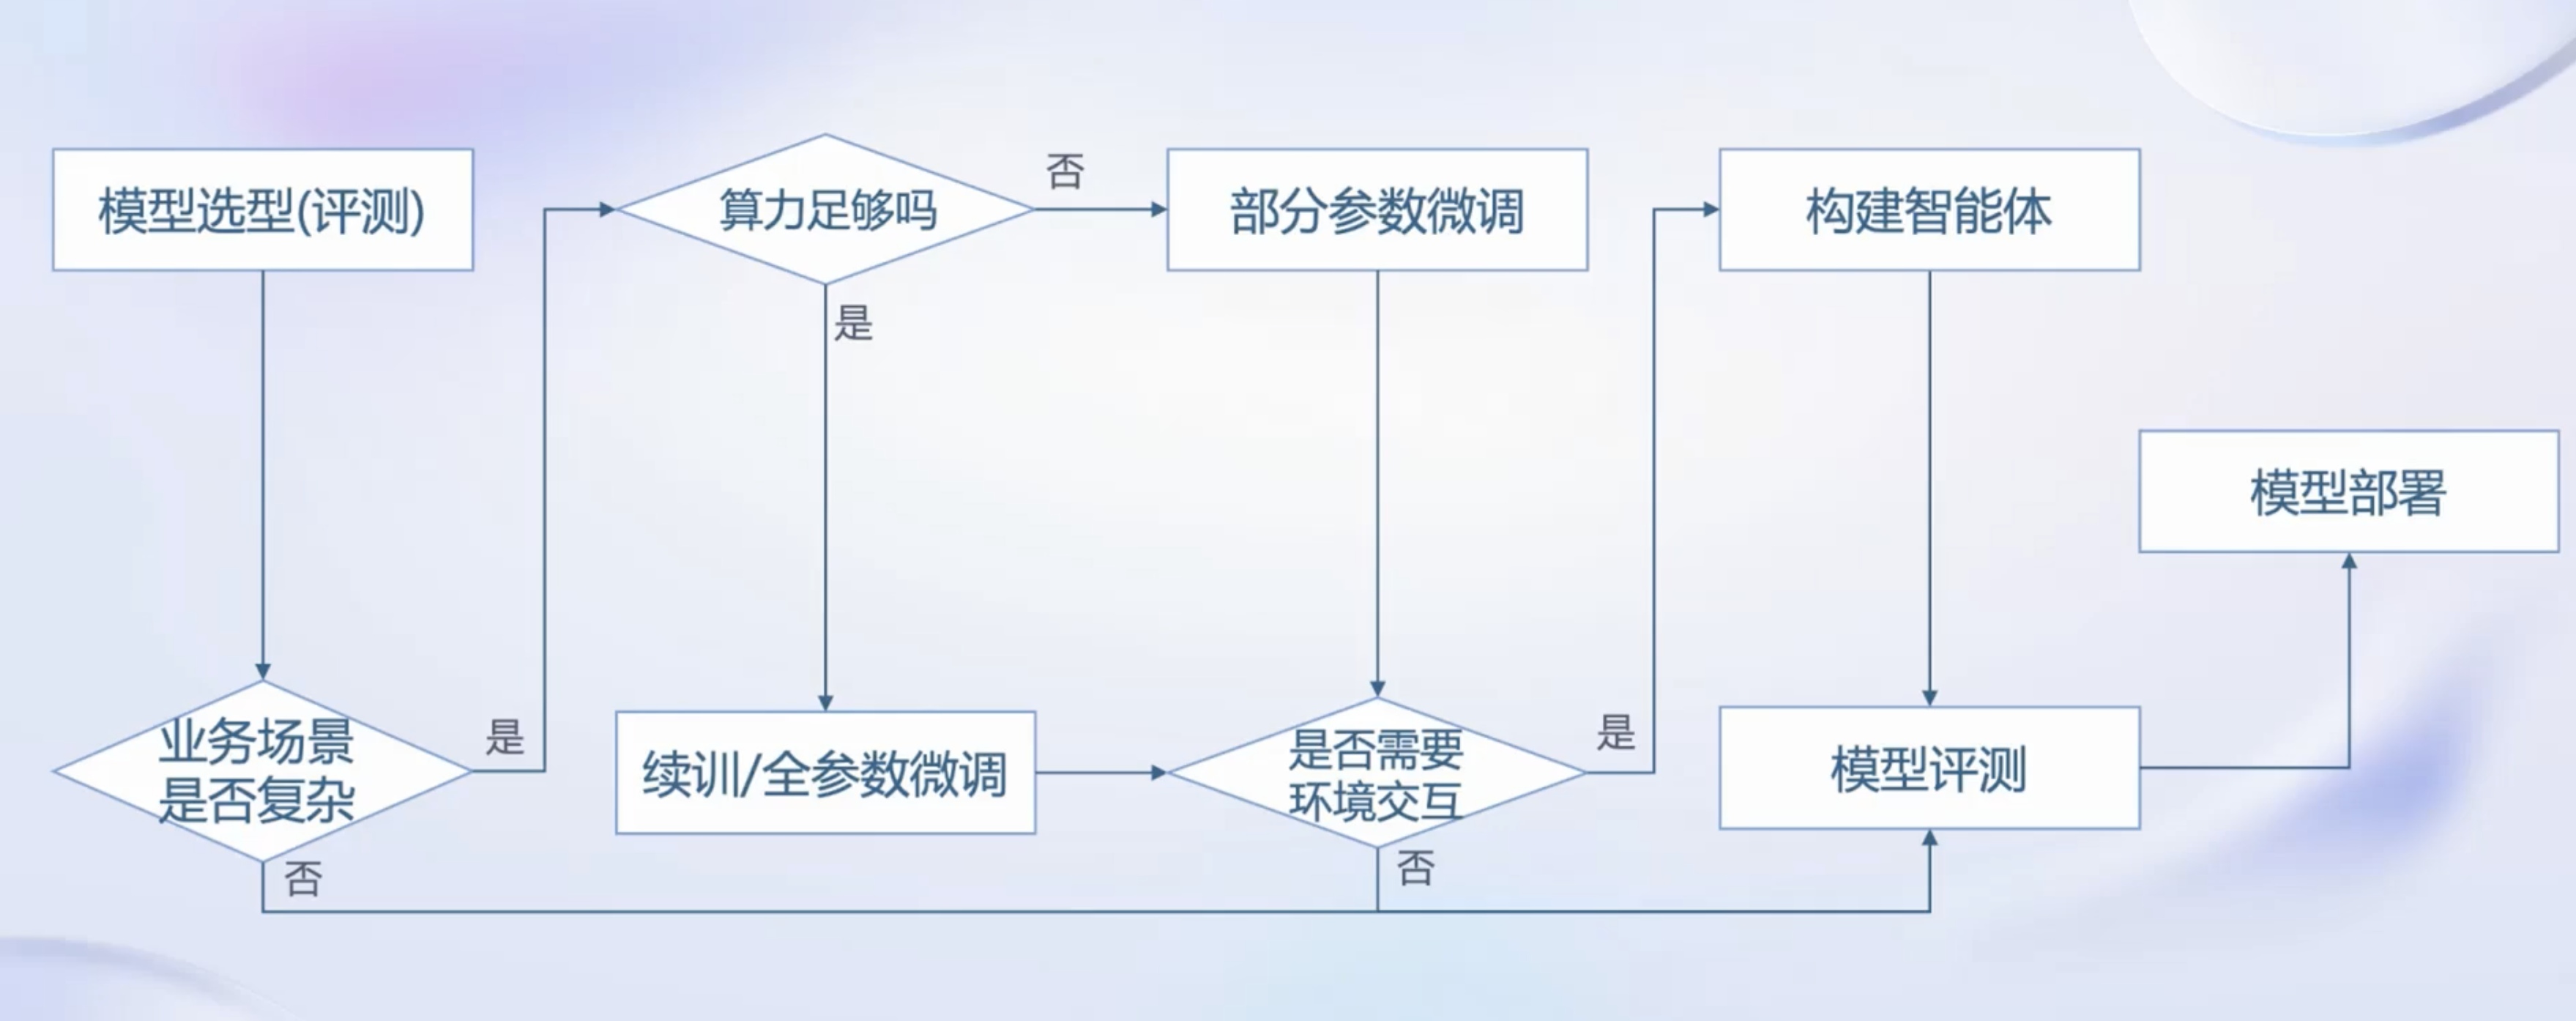 模型选型(评测)
算力足够吗
否
部分参数微调
构建智能体
是
模型部署
业务场景
是否复杂
是
否
续训/全参数微调
是否需要
环境交互
是
否
模型评测